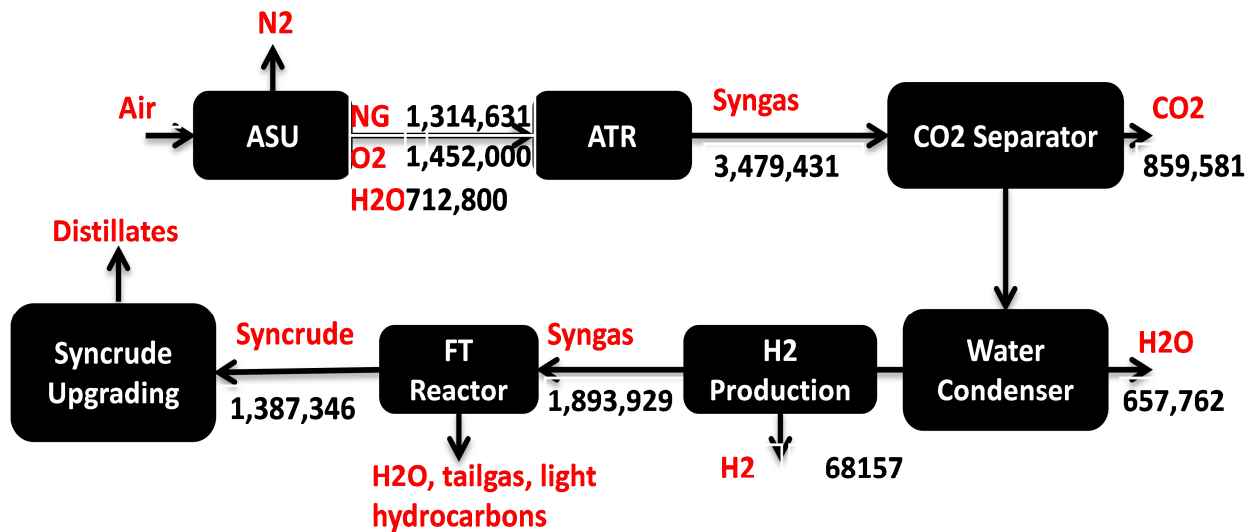 N2
Air
ASU
NG 1,314,631
O2 1,452,000
H2O712,800
ATR
Syngas
3,479,431
CO2 Separator
CO2
859,581
Distillates
Syncrude
Upgrading
Syncrude
1,387,346
FT
Reactor
Syngas
1,893,929
H2
Production
Water
Condenser
H2O
657,762
H2O, tailgas, light
hydrocarbons
H2 68157